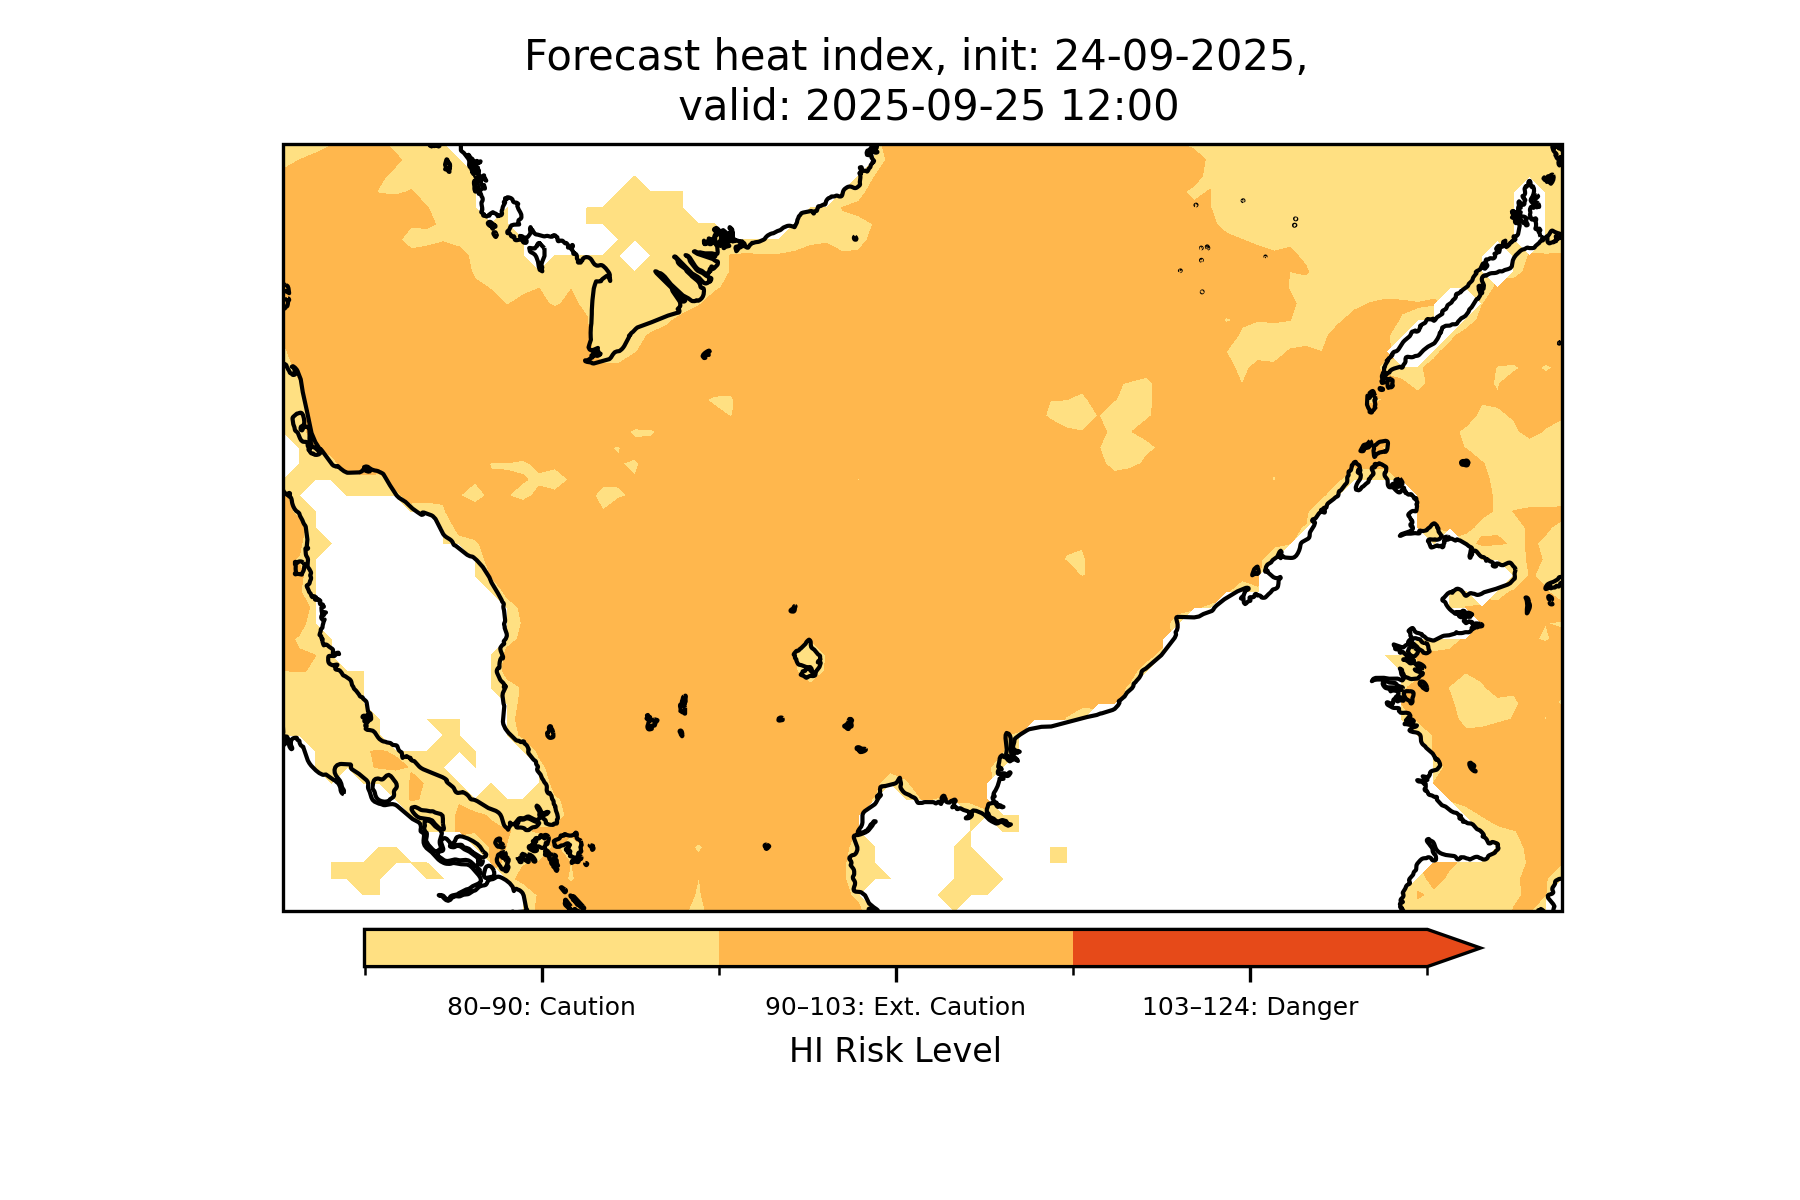 Forecast heat index, init: 24-09-2025,
valid: 2025-09-25 12:00
80–90: Caution
90–103: Ext. Caution
103–124: Danger
HI Risk Level